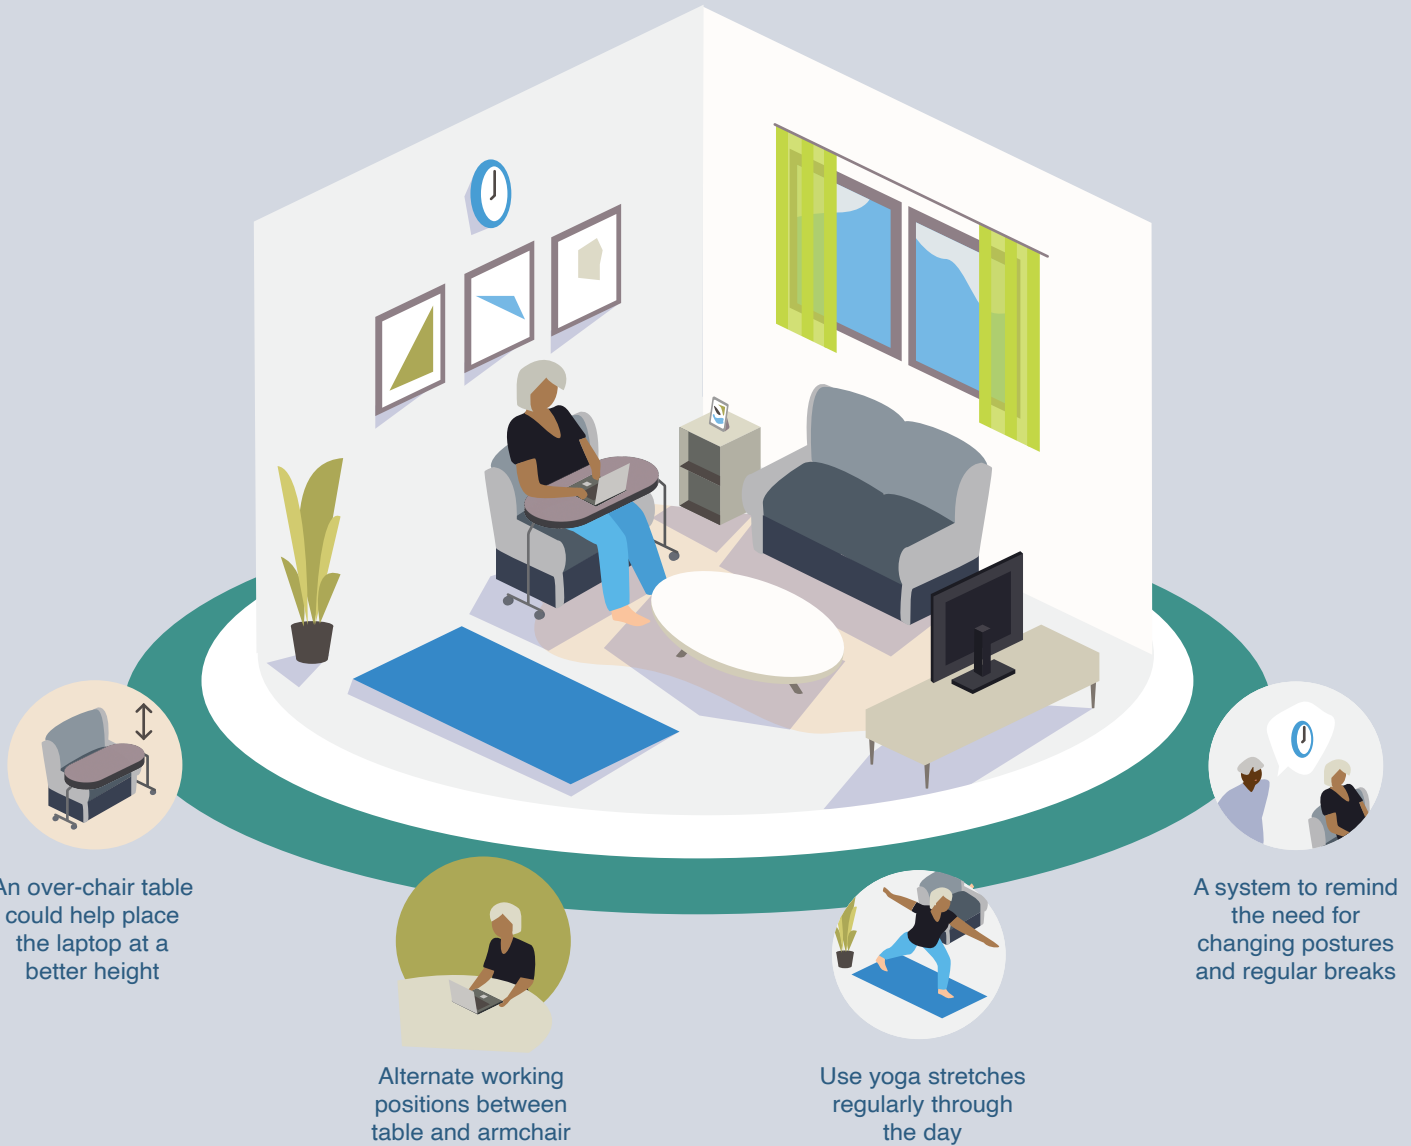 An over-chair table
could help place
the laptop at a
better height
Alternate working
positions between
table and armchair
Use yoga stretches
regularly through
the day
A system to remind
the need for
changing postures
and regular breaks